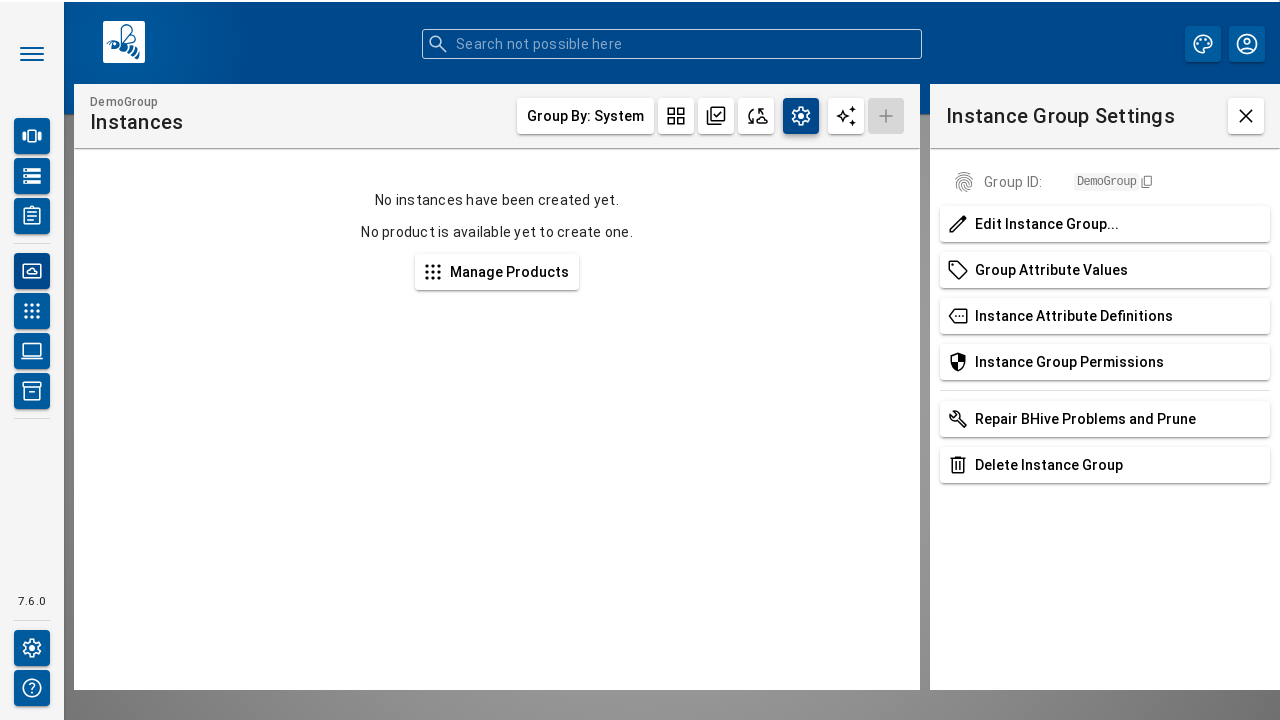 Search not possible here
DemoGroup
Instances
Group By: System
No instances have been created yet.
No product is available yet to create one.
Manage Products
Instance Group Settings
Group ID: DemoGroup
Edit Instance Group...
Group Attribute Values
Instance Attribute Definitions
Instance Group Permissions
Repair BHive Problems and Prune
Delete Instance Group
7.6.0